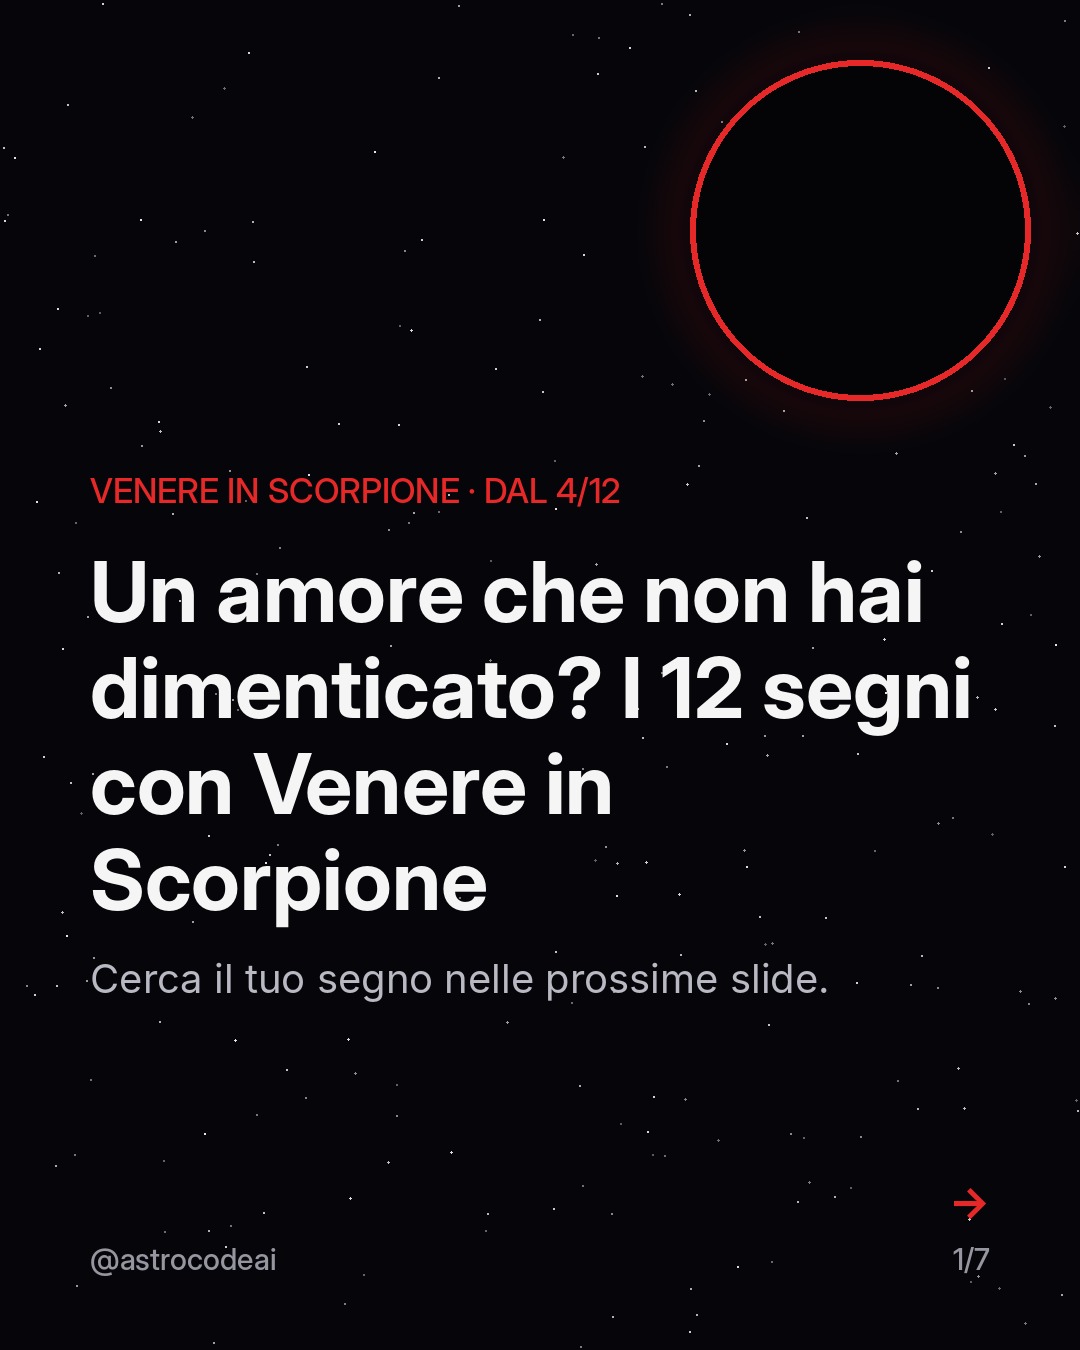 VENERE IN SCORPIONE · DAL 4/12
Un amore che non hai
dimenticato? I 12 segni
con Venere in
Scorpione
Cerca il tuo segno nelle prossime slide.
→
@astrocodeai
1/7